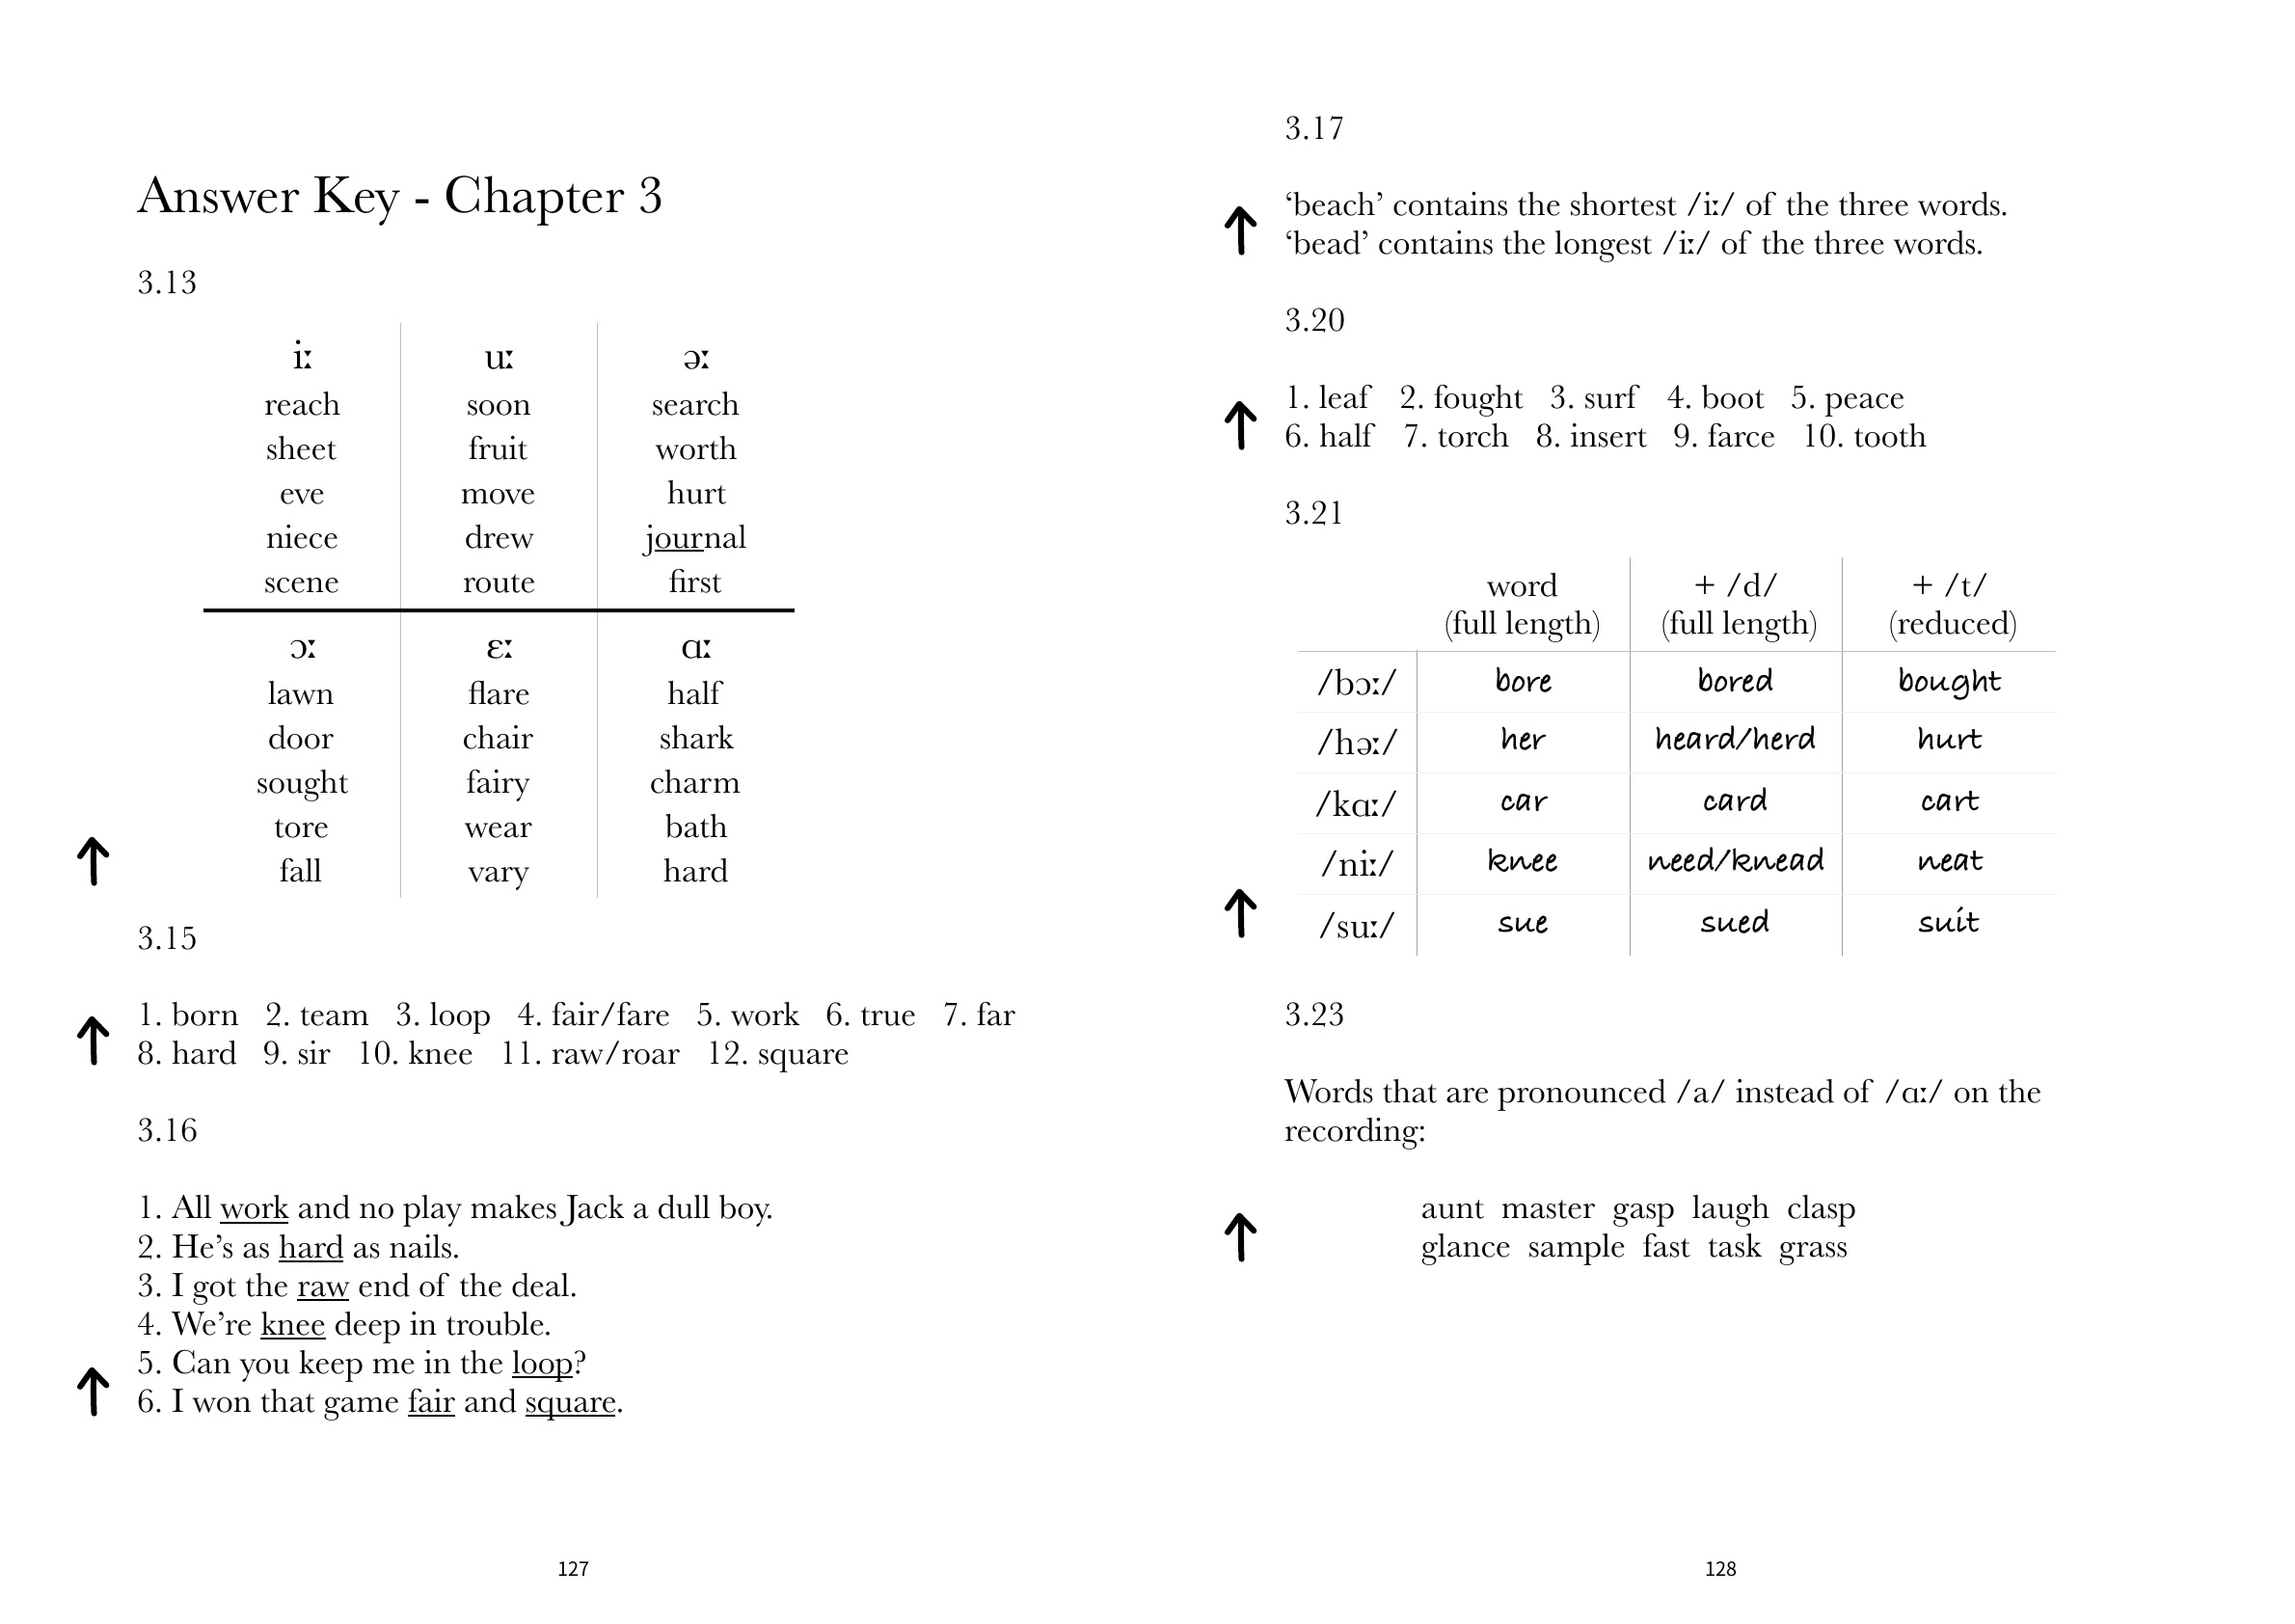 Answer Key - Chapter 3
3.13
iː uː əː
reach soon search
sheet fruit worth
eve move hurt
niece drew journal
scene route first
ɔː ɛː ɑː
lawn flare half
door chair shark
sought fairy charm
tore wear bath
fall vary hard
3.15
1. born 2. team 3. loop 4. fair/fare 5. work 6. true 7. far
8. hard 9. sir 10. knee 11. raw/roar 12. square
3.16
1. All work and no play makes Jack a dull boy.
2. He’s as hard as nails.
3. I got the raw end of the deal.
4. We’re knee deep in trouble.
5. Can you keep me in the loop?
6. I won that game fair and square.
127
3.17
‘beach’ contains the shortest /iː/ of the three words.
‘bead’ contains the longest /iː/ of the three words.
3.20
1. leaf 2. fought 3. surf 4. boot 5. peace
6. half 7. torch 8. insert 9. farce 10. tooth
3.21
word + /d/ + /t/
(full length) (full length) (reduced)
/bɔː/ bore bored bought
/həː/ her heard/herd hurt
/kɑː/ car card cart
/niː/ knee need/knead neat
/suː/ sue sued suit
3.23
Words that are pronounced /a/ instead of /ɑː/ on the
recording:
aunt master gasp laugh clasp
glance sample fast task grass
128